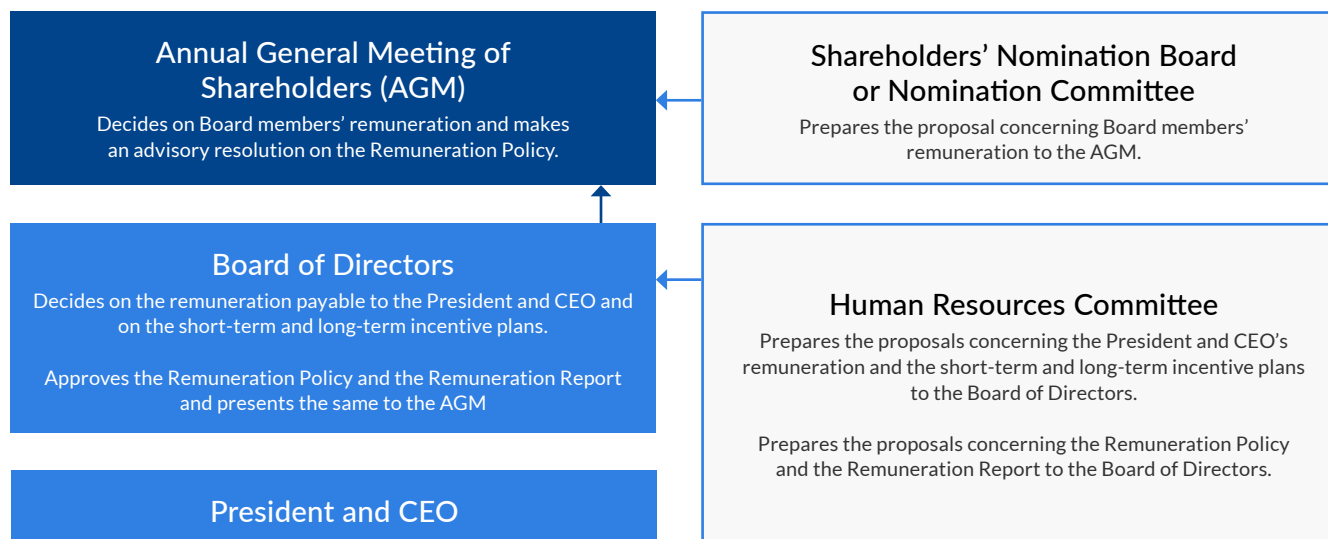 Annual General Meeting of
Shareholders (AGM)
Decides on Board members’ remuneration and makes
an advisory resolution on the Remuneration Policy.
Shareholders’ Nomination Board
or Nomination Committee
Prepares the proposal concerning Board members’
remuneration to the AGM.
Board of Directors
Decides on the remuneration payable to the President and CEO and
on the short-term and long-term incentive plans.
Approves the Remuneration Policy and the Remuneration Report
and presents the same to the AGM
Human Resources Committee
Prepares the proposals concerning the President and CEO’s
remuneration and the short-term and long-term incentive plans
to the Board of Directors.
Prepares the proposals concerning the Remuneration Policy
and the Remuneration Report to the Board of Directors.
President and CEO